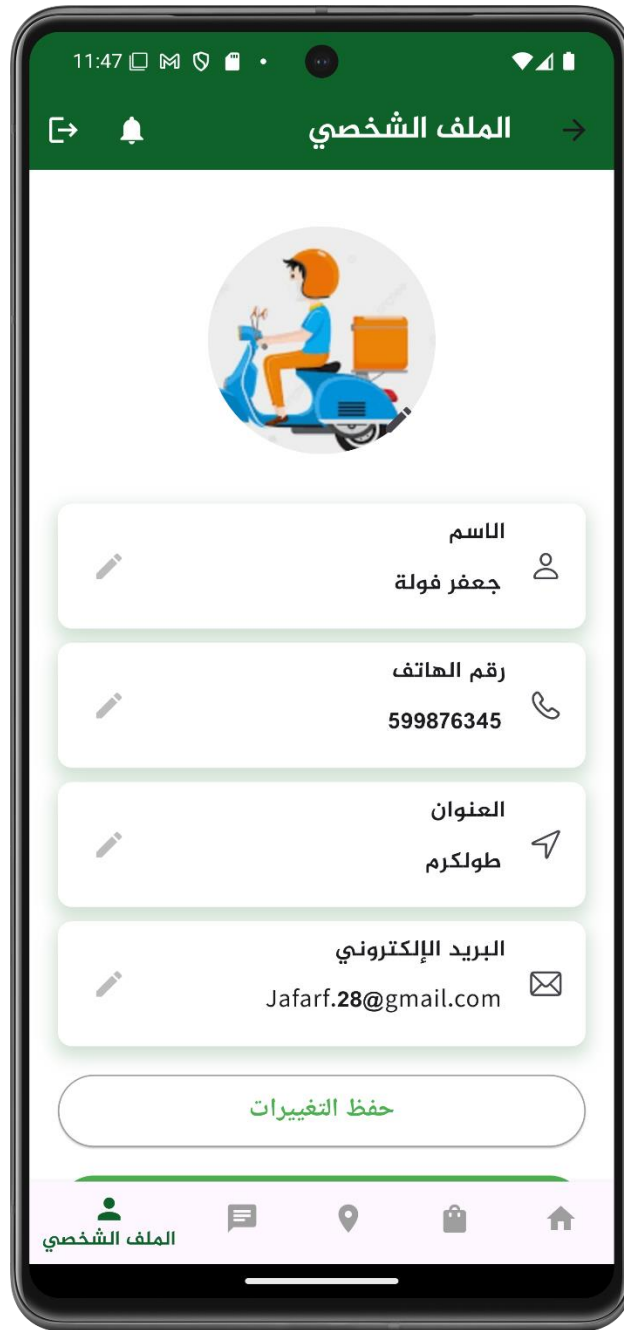 11:47
الملف الشخصي
الاسم
جعفر فولة
رقم الهاتف
599876345
العنوان
طولكرم
البريد الإلكتروني
Jafarf.28@gmail.com
حفظ التغييرات
الملف الشخصي